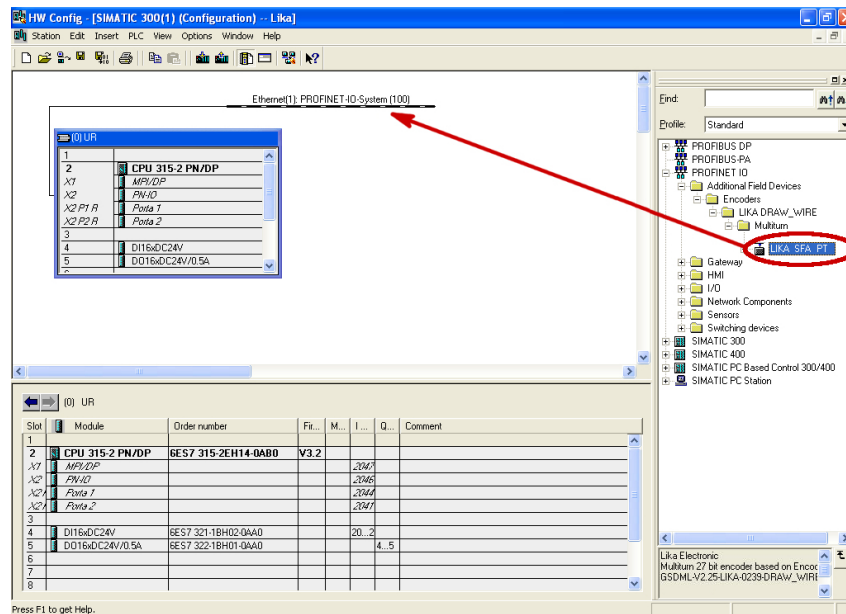 HW Config - [SIMATIC 300(1) (Configuration) -- Lika]
Station Edit Insert PLC View Options Window Help
Ethernet(1): PROFINET-IO-System (100)
(0) UR
1
2 CPU 315-2 PN/DP
X1 MPI/DP
X2 PN-IO
X2 P1 R Porta 1
X2 P2 R Porta 2
3
4 DI16xDC24V
5 DO16xDC24V/0.5A
Find:
Profile: Standard
PROFIBUS DP
PROFIBUS-PA
PROFINET IO
Additional Field Devices
Encoders
LIKA DRAW_WIRE
Multiturn
LIKA SFA PT
Gateway
HMI
I/O
Network Components
Sensors
Switching devices
SIMATIC 300
SIMATIC 400
SIMATIC PC Based Control 300/400
SIMATIC PC Station
(0) UR
Slot Module Order number Fir... M... I... Q... Comment
1
2 CPU 315-2 PN/DP 6ES7 315-2EH14-0AB0 V3.2
X1 MPI/DP 2047
X2 PN-IO 2046
X2 Porta 1 2044
X2 Porta 2 2041
3
4 DI16xDC24V 6ES7 321-1BH02-0AA0 20...2
5 DO16xDC24V/0.5A 6ES7 322-1BH01-0AA0 4...5
6
7
8
Lika Electronic
Multiturn 27 bit encoder based on Encoc
GSDML-V2.25-LIKA-0239-DRAW_WIRE
Press F1 to get Help.